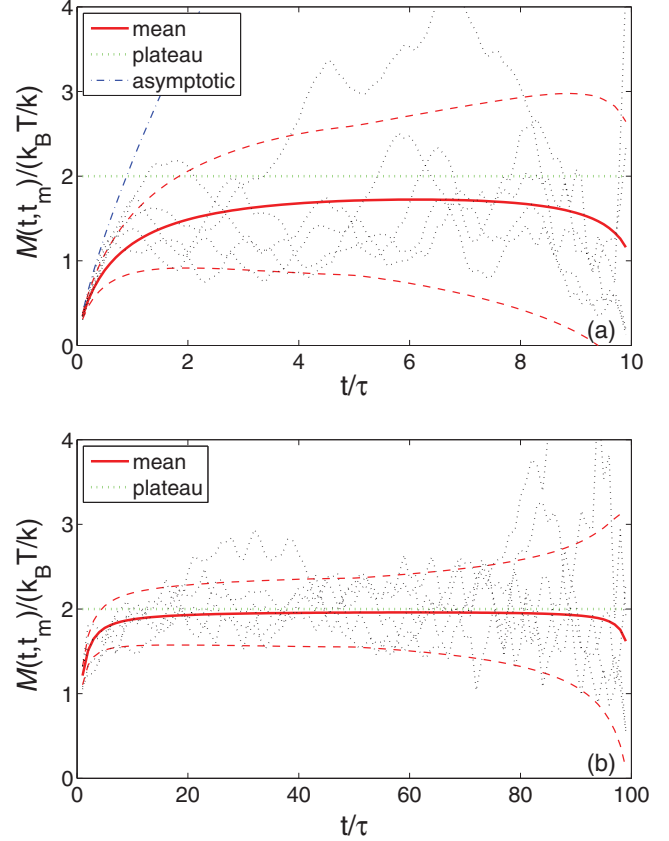 4
3
2
1
0
M(t,t_m)/(k_B T/k)
mean
plateau
asymptotic
(a)
0 2 4 6 8 10
t/τ
4
3
2
1
0
M(t,t_m)/(k_B T/k)
mean
plateau
(b)
0 20 40 60 80 100
t/τ